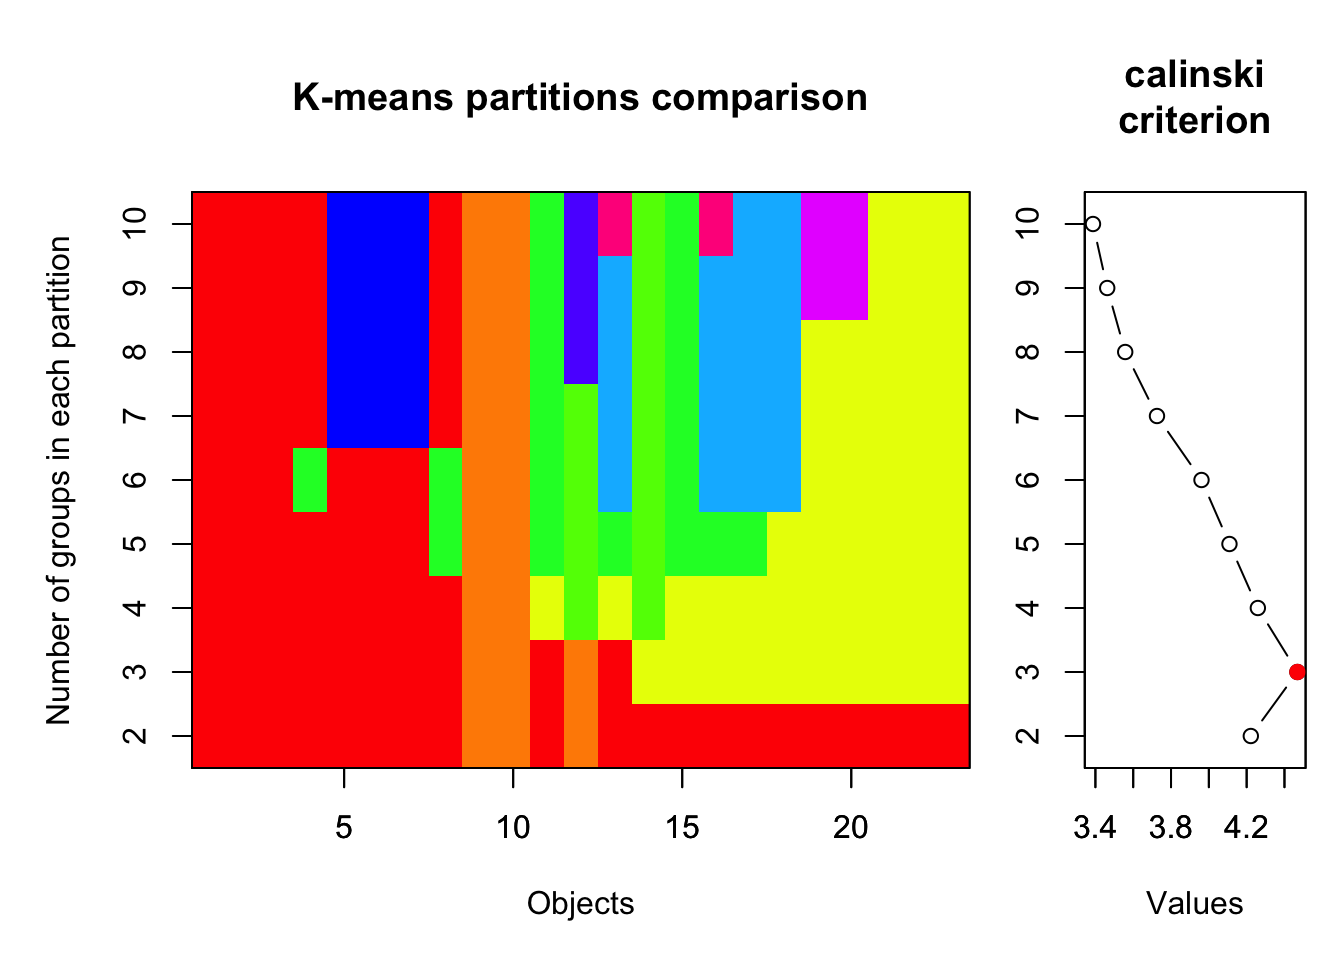 K-means partitions comparison
calinski
criterion
Number of groups in each partition
10
9
8
7
6
5
4
3
2
5 10 15 20
Objects
10
9
8
7
6
5
4
3
2
3.4 3.8 4.2
Values